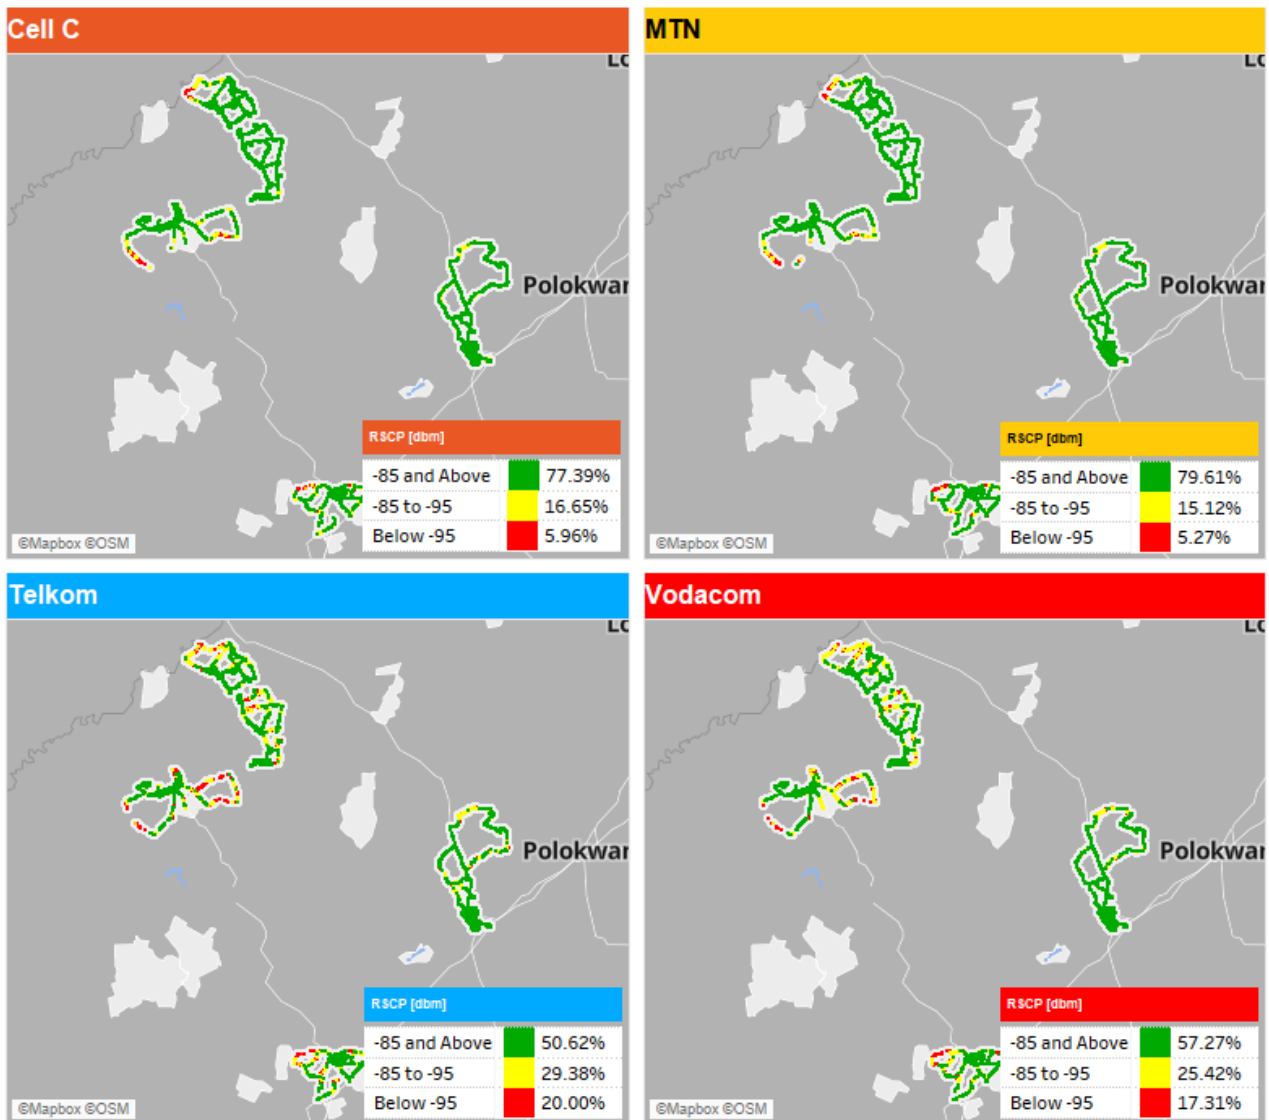 Cell C
MTN
Lo
Lo
Polokwar
Polokwar
RSCP [dbm]
-85 and Above 77.39%
-85 to -95 16.65%
Below -95 5.96%
RSCP [dbm]
-85 and Above 79.61%
-85 to -95 15.12%
Below -95 5.27%
©Mapbox ©OSM
©Mapbox ©OSM
Telkom
Vodacom
Lo
Lo
Polokwar
Polokwar
RSCP [dbm]
-85 and Above 50.62%
-85 to -95 29.38%
Below -95 20.00%
RSCP [dbm]
-85 and Above 57.27%
-85 to -95 25.42%
Below -95 17.31%
©Mapbox ©OSM
©Mapbox ©OSM